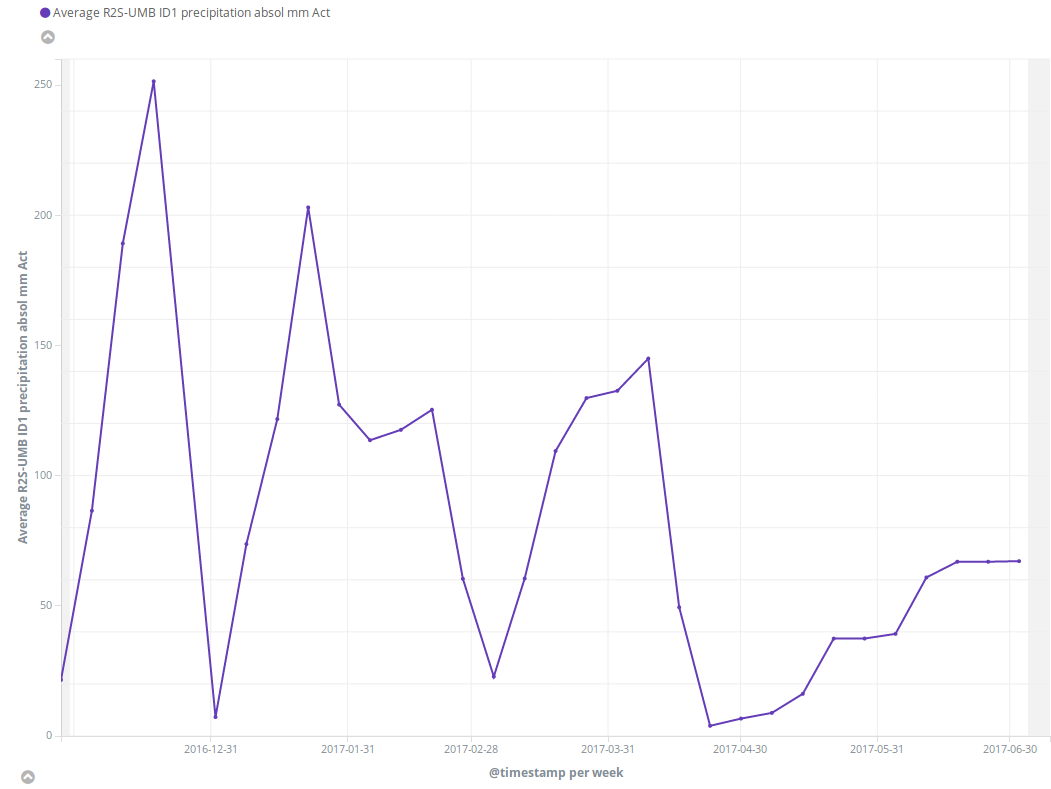 Average R2S-UMB ID1 precipitation absol mm Act
250
200
150
100
50
0
Average R2S-UMB ID1 precipitation absol mm Act
2016-12-31 2017-01-31 2017-02-28 2017-03-31 2017-04-30 2017-05-31 2017-06-30
@timestamp per week